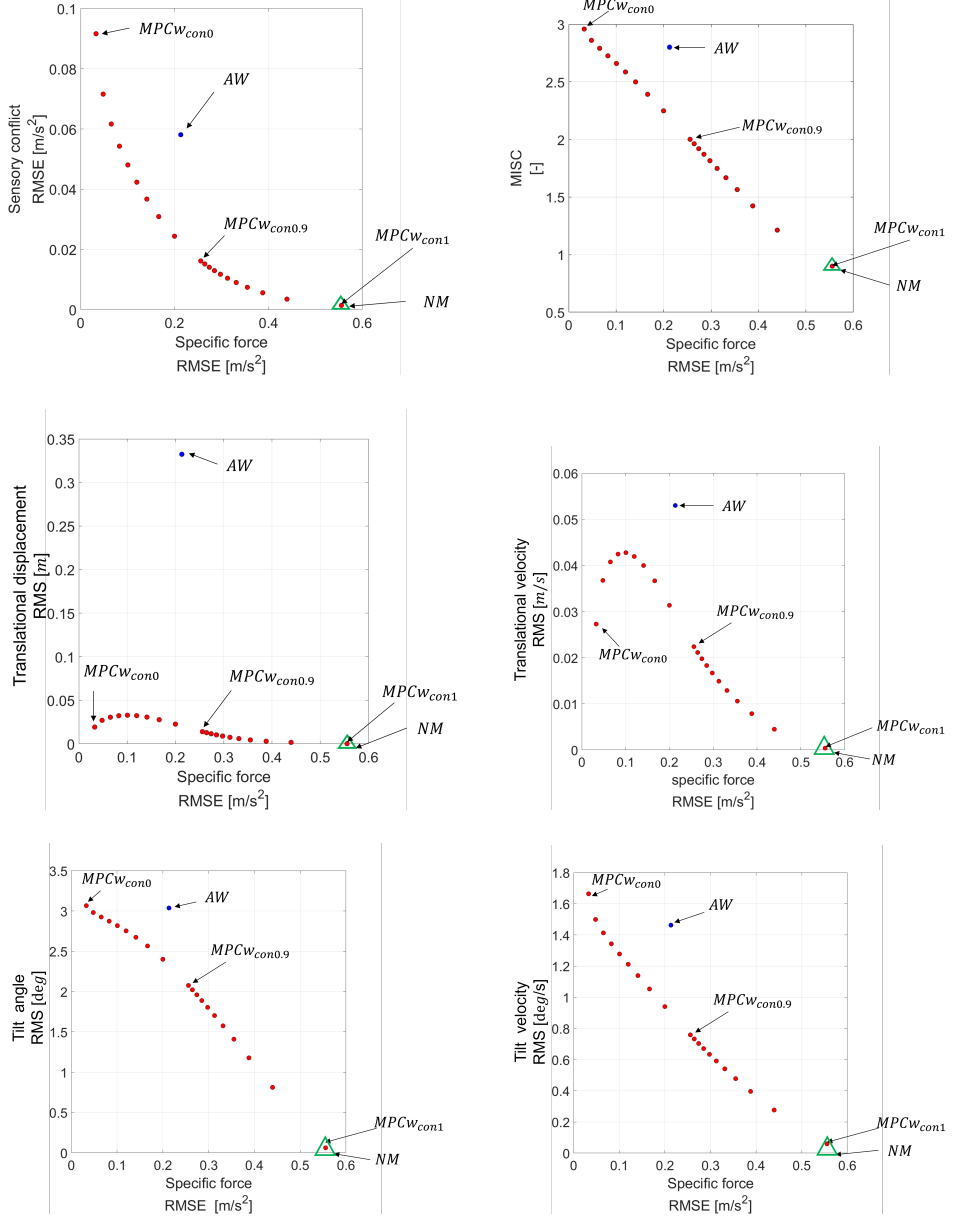 Sensory conflict
RMSE [m/s²]
0.1
0.08
0.06
0.04
0.02
0
MPCw_con0
AW
MPCw_con0.9
MPCw_con1
NM
0 0.2 0.4 0.6
Specific force
RMSE [m/s²]
MISC
[-]
3
2.5
2
1.5
1
0.5
MPCw_con0
AW
MPCw_con0.9
MPCw_con1
NM
0 0.1 0.2 0.3 0.4 0.5 0.6
Specific force
RMSE [m/s²]
Translational displacement
RMS [m]
0.35
0.3
0.25
0.2
0.15
0.1
0.05
0
AW
MPCw_con0
MPCw_con0.9
MPCw_con1
NM
0 0.1 0.2 0.3 0.4 0.5 0.6
Specific force
RMSE [m/s²]
Translational velocity
RMS [m/s]
0.06
0.05
0.04
0.03
0.02
0.01
0
AW
MPCw_con0.9
MPCw_con0
MPCw_con1
NM
0 0.1 0.2 0.3 0.4 0.5 0.6
specific force
RMSE [m/s²]
Tilt angle
RMS [deg]
3.5
3
2.5
2
1.5
1
0.5
0
MPCw_con0
AW
MPCw_con0.9
MPCw_con1
NM
0 0.1 0.2 0.3 0.4 0.5 0.6
Specific force
RMSE [m/s²]
Tilt velocity
RMS [deg/s]
1.8
1.6
1.4
1.2
1
0.8
0.6
0.4
0.2
0
MPCw_con0
AW
MPCw_con0.9
MPCw_con1
NM
0 0.1 0.2 0.3 0.4 0.5 0.6
Specific force
RMSE [m/s²]